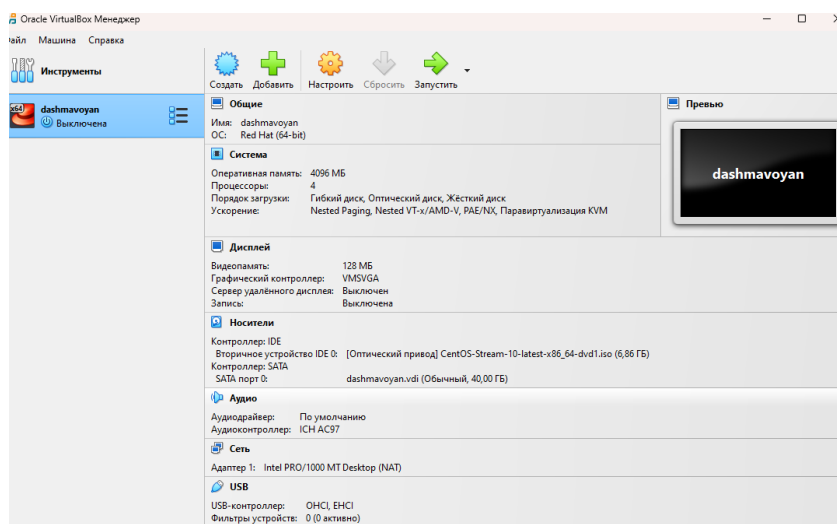 Oracle VirtualBox Менеджер
Файл Машина Справка
Инструменты
Создать Добавить Настроить Сбросить Запустить
x64
dashmavoyan
Выключена
Общие
Имя: dashmavoyan
ОС: Red Hat (64-bit)
Система
Оперативная память: 4096 МБ
Процессоры: 4
Порядок загрузки: Гибкий диск, Оптический диск, Жёсткий диск
Ускорение: Nested Paging, Nested VT-x/AMD-V, PAE/NX, Паравиртуализация KVM
Превью
dashmavoyan
Дисплей
Видеопамять: 128 МБ
Графический контроллер: VMSVGA
Сервер удалённого дисплея: Выключен
Запись: Выключена
Носители
Контроллер: IDE
Вторичное устройство IDE 0: [Оптический привод] CentOS-Stream-10-latest-x86_64-dvd1.iso (6,86 ГБ)
Контроллер: SATA
SATA порт 0: dashmavoyan.vdi (Обычный, 40,00 ГБ)
Аудио
Аудиодрайвер: По умолчанию
Аудиоконтроллер: ICH AC97
Сеть
Адаптер 1: Intel PRO/1000 MT Desktop (NAT)
USB
USB-контроллер: OHCI, EHCI
Фильтры устройств: 0 (0 активно)